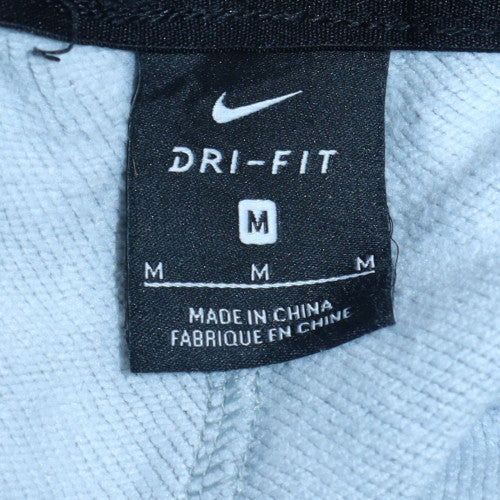 DRI-FIT
M
M M M
MADE IN CHINA
FABRIQUE EN CHINE